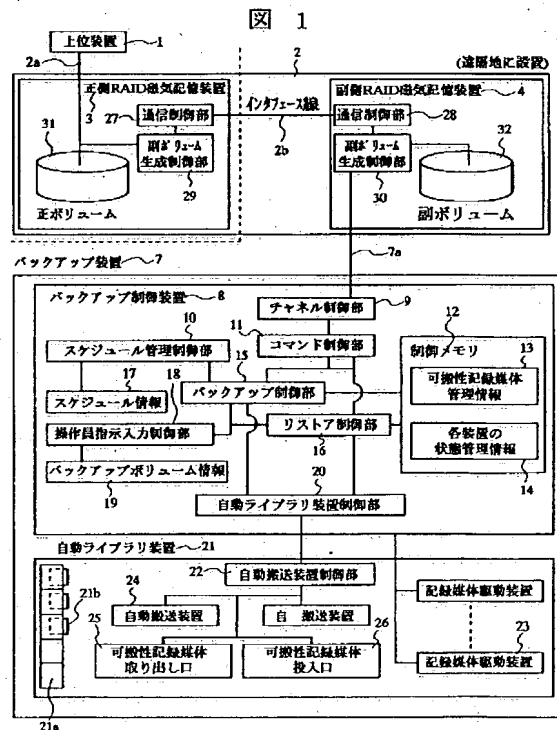 図 1
上位装置 1
2a
2
(遠隔地に設置)
正側RAID磁気記憶装置
3
副側RAID磁気記憶装置 4
27 通信制御部
インタフェース線
2b
通信制御部 28
31
副ボリューム
生成制御部
29
正ボリューム
副ボリューム
生成制御部
30
32
副ボリューム
7a
バックアップ装置 7
バックアップ制御装置 8
チャネル制御部 9
10
スケジュール管理制御部
11
コマンド制御部
12
制御メモリ
13
可搬性記録媒体
管理情報
各装置の
状態管理情報
14
15
バックアップ制御部
17
スケジュール情報
18
操作員指示入力制御部
リストア制御部
16
バックアップボリューム情報
19
20
自動ライブラリ装置制御部
自動ライブラリ装置 21
22
自動搬送装置制御部
21b
24
自動搬送装置
自 搬送装置
25
可搬性記録媒体
取り出し口
26
可搬性記録媒体
投入口
記録媒体駆動装置
23
記録媒体駆動装置
21a